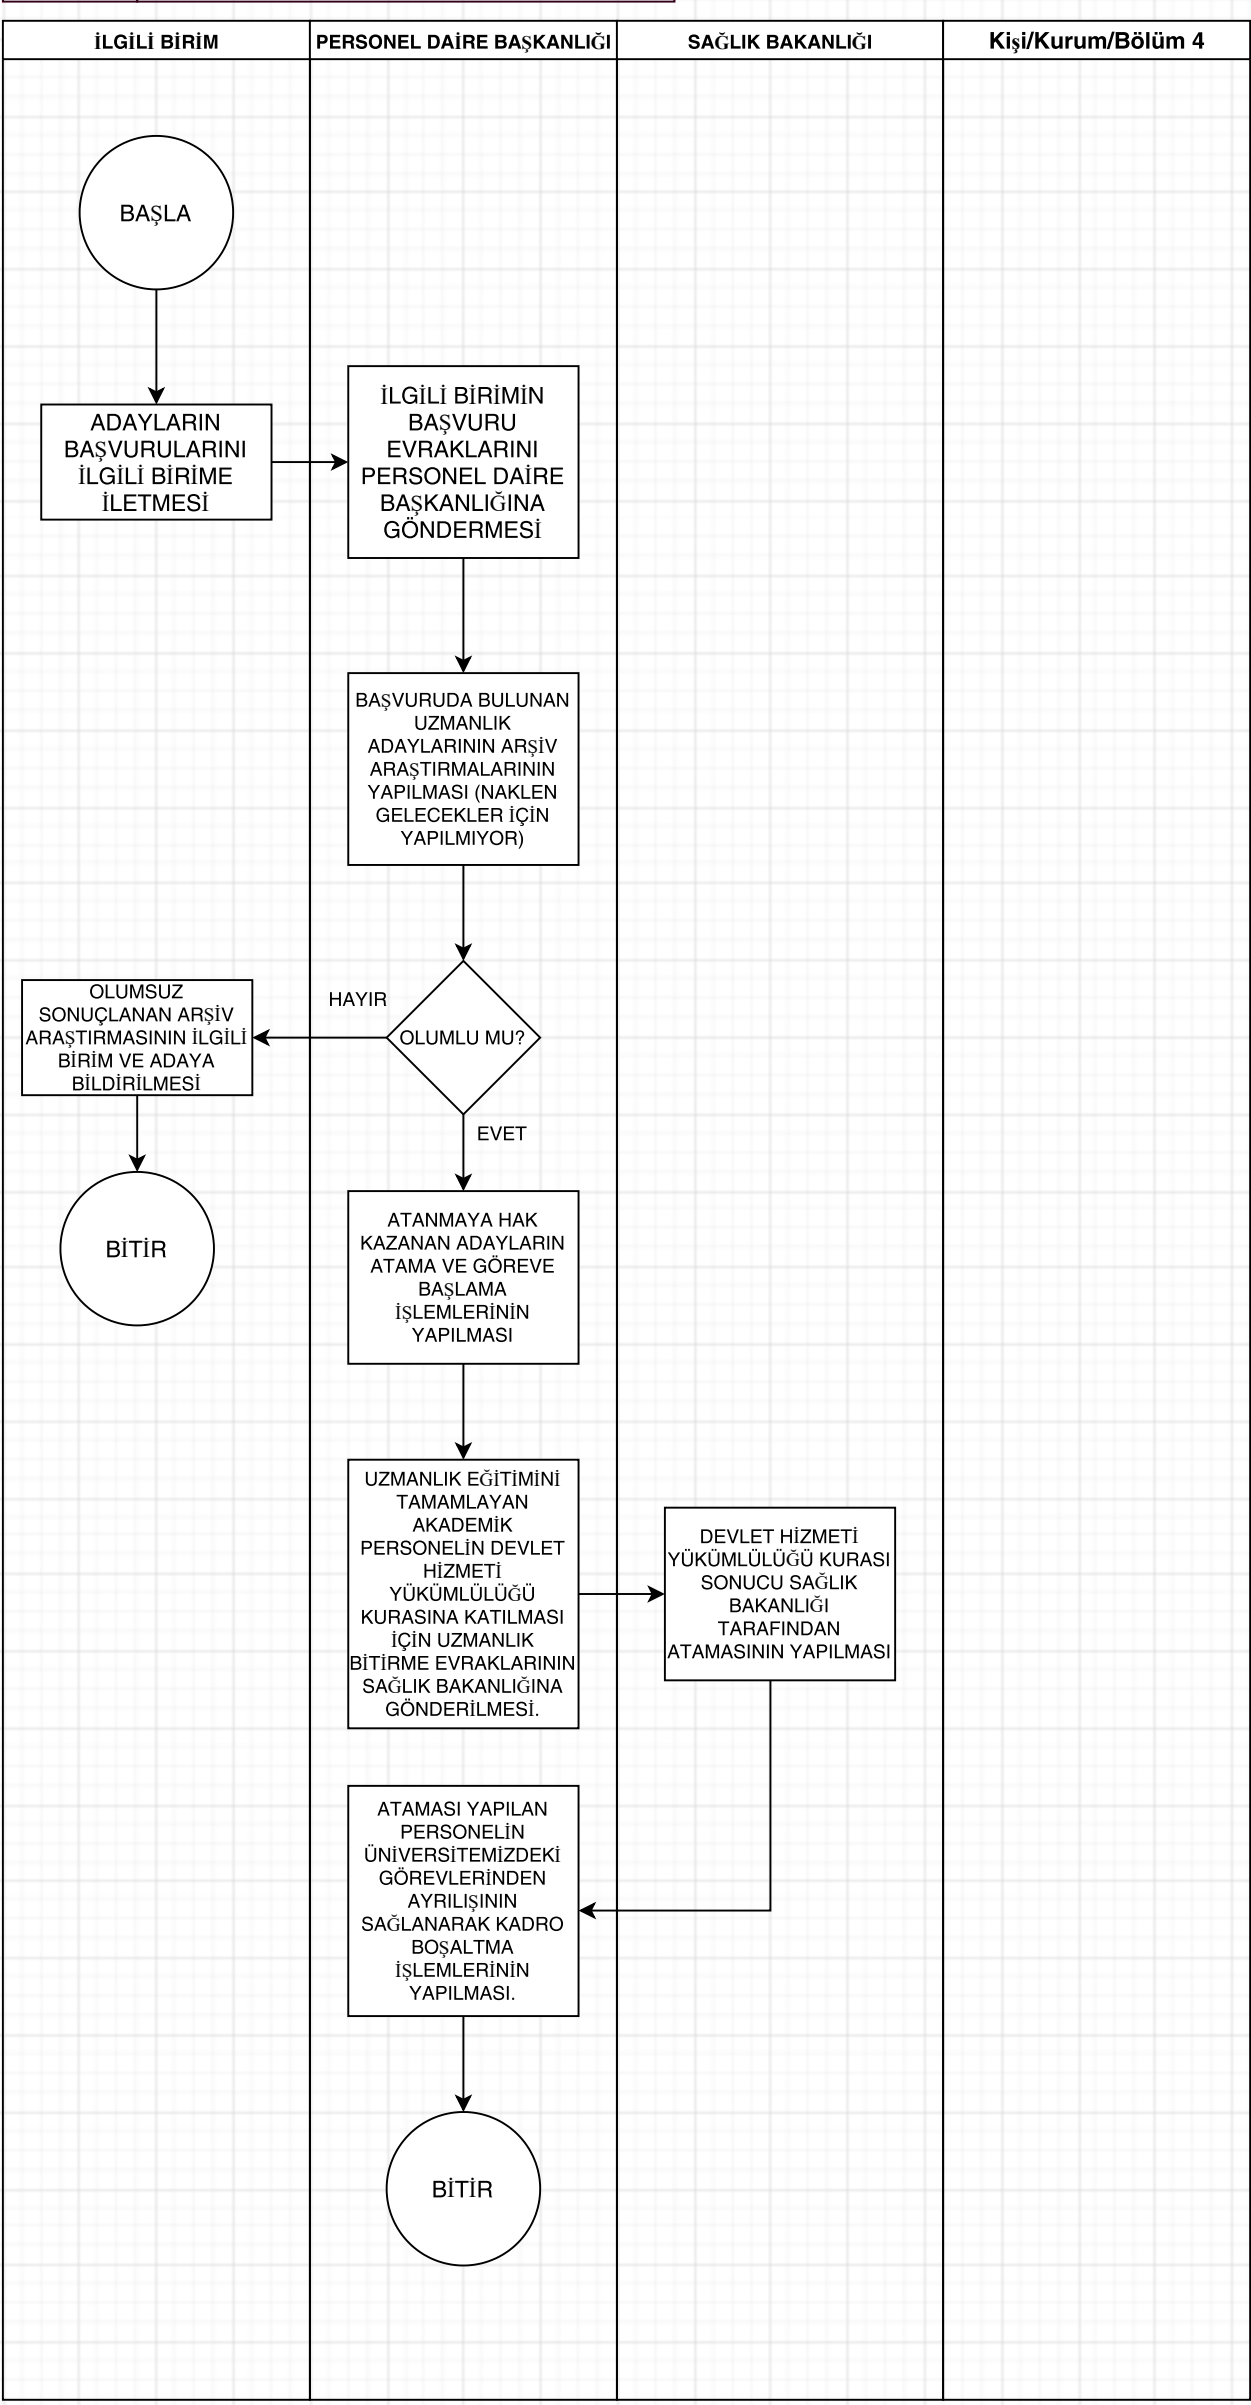 İLGİLİ BİRİM
PERSONEL DAİRE BAŞKANLIĞI
SAĞLIK BAKANLIĞI
Kişi/Kurum/Bölüm 4
BAŞLA
ADAYLARIN
BAŞVURULARINI
İLGİLİ BİRİME
İLETMESİ
İLGİLİ BİRİMİN
BAŞVURU
EVRAKLARINI
PERSONEL DAİRE
BAŞKANLIĞINA
GÖNDERMESİ
BAŞVURUDA BULUNAN
UZMANLIK
ADAYLARININ ARŞİV
ARAŞTIRMALARININ
YAPILMASI (NAKLEN
GELECEKLER İÇİN
YAPILMIYOR)
OLUMLU MU?
HAYIR
OLUMSUZ
SONUÇLANAN ARŞİV
ARAŞTIRMASININ İLGİLİ
BİRİM VE ADAYA
BİLDİRİLMESİ
BİTİR
EVET
ATANMAYA HAK
KAZANAN ADAYLARIN
ATAMA VE GÖREVE
BAŞLAMA
İŞLEMLERİNİN
YAPILMASI
UZMANLIK EĞİTİMİNİ
TAMAMLAYAN
AKADEMİK
PERSONELİN DEVLET
HİZMETİ
YÜKÜMLÜLÜĞÜ
KURASINA KATILMASI
İÇİN UZMANLIK
BİTİRME EVRAKLARININ
SAĞLIK BAKANLIĞINA
GÖNDERİLMESİ.
DEVLET HİZMETİ
YÜKÜMLÜLÜĞÜ KURASI
SONUCU SAĞLIK
BAKANLIĞI
TARAFINDAN
ATAMASININ YAPILMASI
ATAMASI YAPILAN
PERSONELİN
ÜNİVERSİTEMİZDEKİ
GÖREVLERİNDEN
AYRILIŞININ
SAĞLANARAK KADRO
BOŞALTMA
İŞLEMLERİNİN
YAPILMASI.
BİTİR